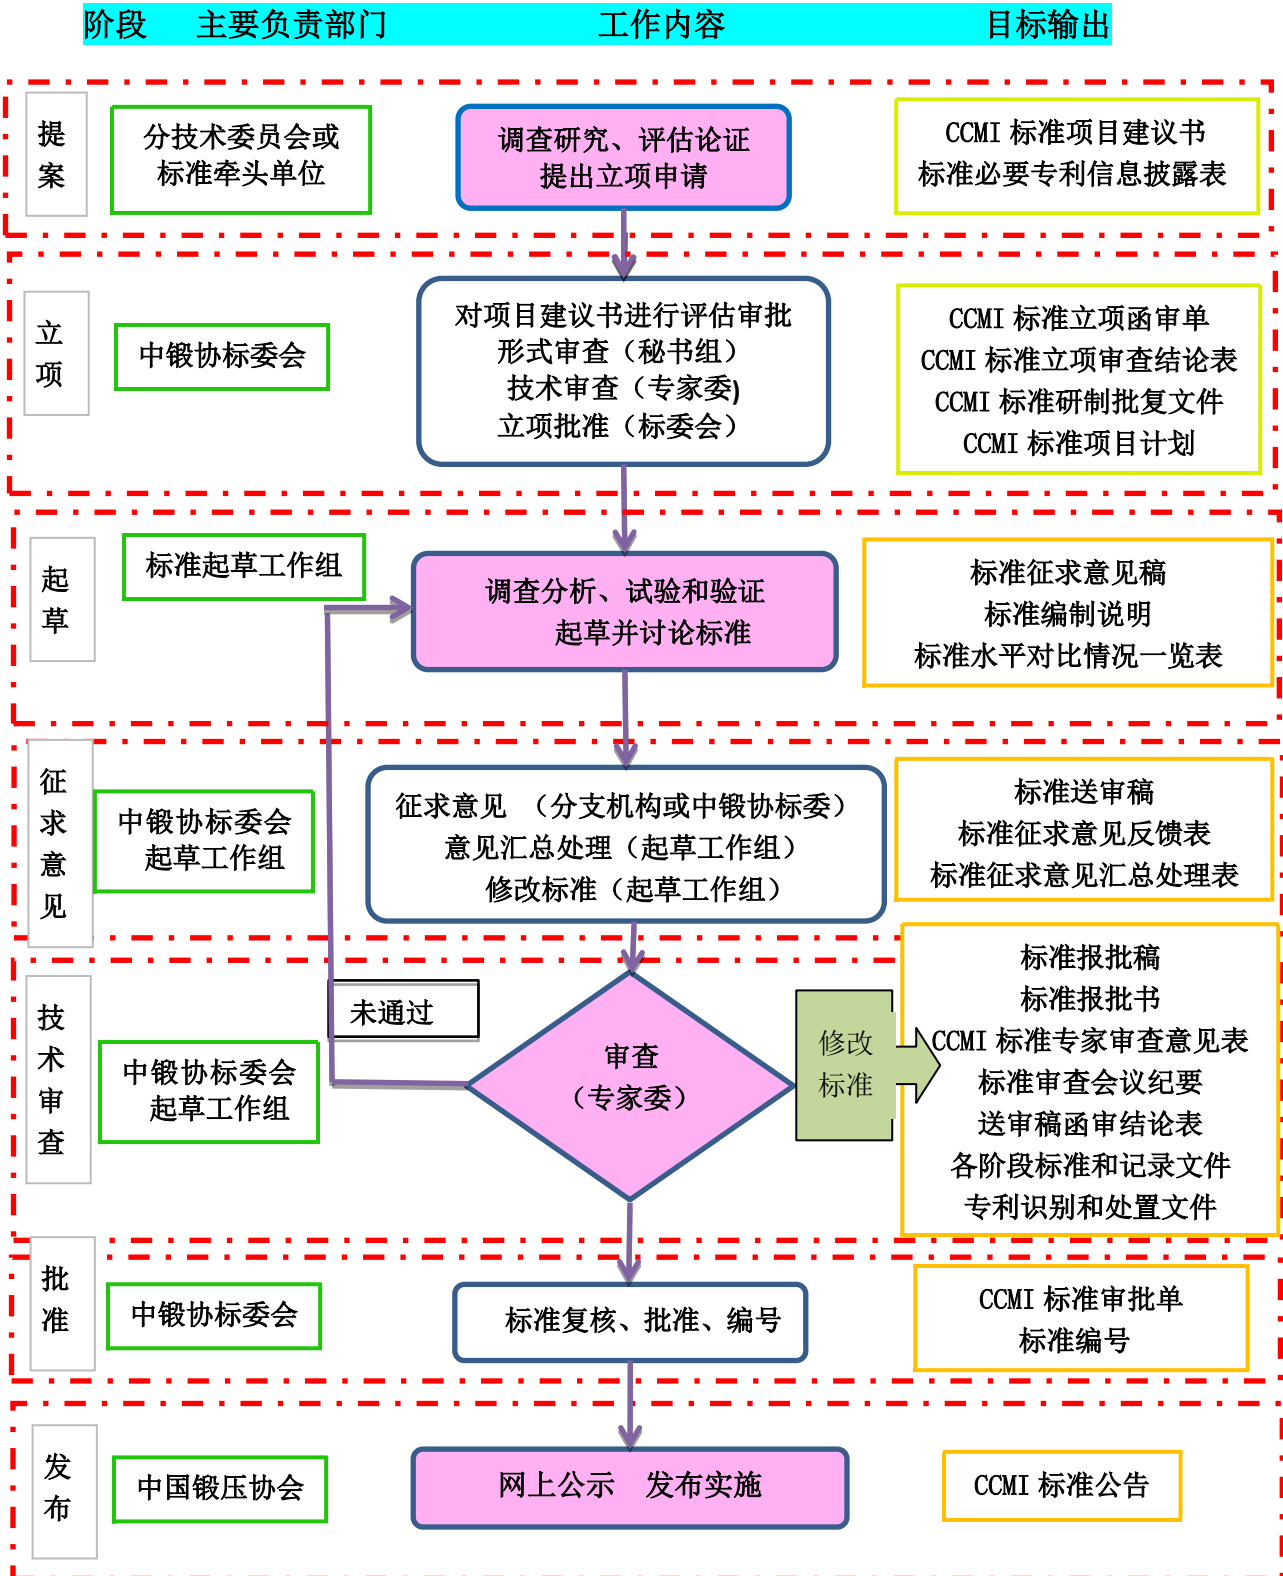 阶段 主要负责部门 工作内容 目标输出
提
案
分技术委员会或
标准牵头单位
调查研究、评估论证
提出立项申请
CCMI 标准项目建议书
标准必要专利信息披露表
立
项
中锻协标委会
对项目建议书进行评估审批
形式审查（秘书组）
技术审查（专家委)
立项批准（标委会）
CCMI 标准立项函审单
CCMI 标准立项审查结论表
CCMI 标准研制批复文件
CCMI 标准项目计划
起
草
标准起草工作组
调查分析、试验和验证
起草并讨论标准
标准征求意见稿
标准编制说明
标准水平对比情况一览表
征
求
意
见
中锻协标委会
起草工作组
征求意见 （分支机构或中锻协标委）
意见汇总处理（起草工作组）
修改标准（起草工作组）
标准送审稿
标准征求意见反馈表
标准征求意见汇总处理表
技
术
审
查
中锻协标委会
起草工作组
未通过
审查
（专家委）
修改
标准
标准报批稿
标准报批书
CCMI 标准专家审查意见表
标准审查会议纪要
送审稿函审结论表
各阶段标准和记录文件
专利识别和处置文件
批
准
中锻协标委会
标准复核、批准、编号
CCMI 标准审批单
标准编号
发
布
中国锻压协会
网上公示 发布实施
CCMI 标准公告